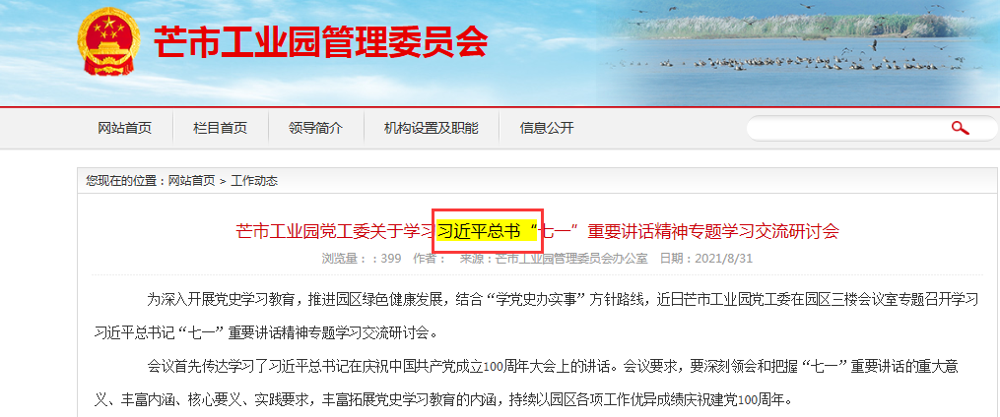 芒市工业园管理委员会
网站首页 栏目首页 领导简介 机构设置及职能 信息公开
您现在的位置：网站首页 > 工作动态
芒市工业园党工委关于学习习近平总书“七一”重要讲话精神专题学习交流研讨会
浏览量：：399 作者： 来源：芒市工业园管理委员会办公室 日期：2021/8/31
为深入开展党史学习教育，推进园区绿色健康发展，结合“学党史办实事”方针路线，近日芒市工业园党工委在园区三楼会议室专题召开学习
习近平总书记“七一”重要讲话精神专题学习交流研讨会。
会议首先传达学习了习近平总书记在庆祝中国共产党成立100周年大会上的讲话。会议要求，要深刻领会和把握“七一”重要讲话的重大意
义、丰富内涵、核心要义、实践要求，丰富拓展党史学习教育的内涵，持续以园区各项工作优异成绩庆祝建党100周年。